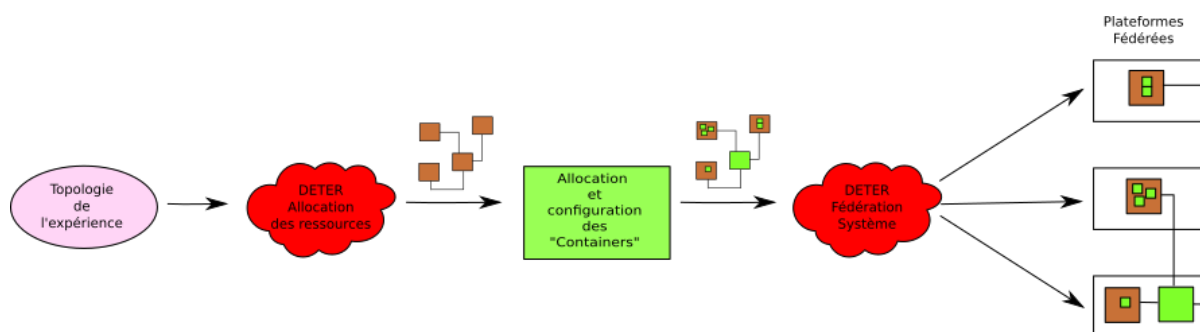 Plateformes
Fédérées
Topologie
de
l'expérience
DETER
Allocation
des ressources
Allocation
et
configuration
des
"Containers"
DETER
Fédération
Système